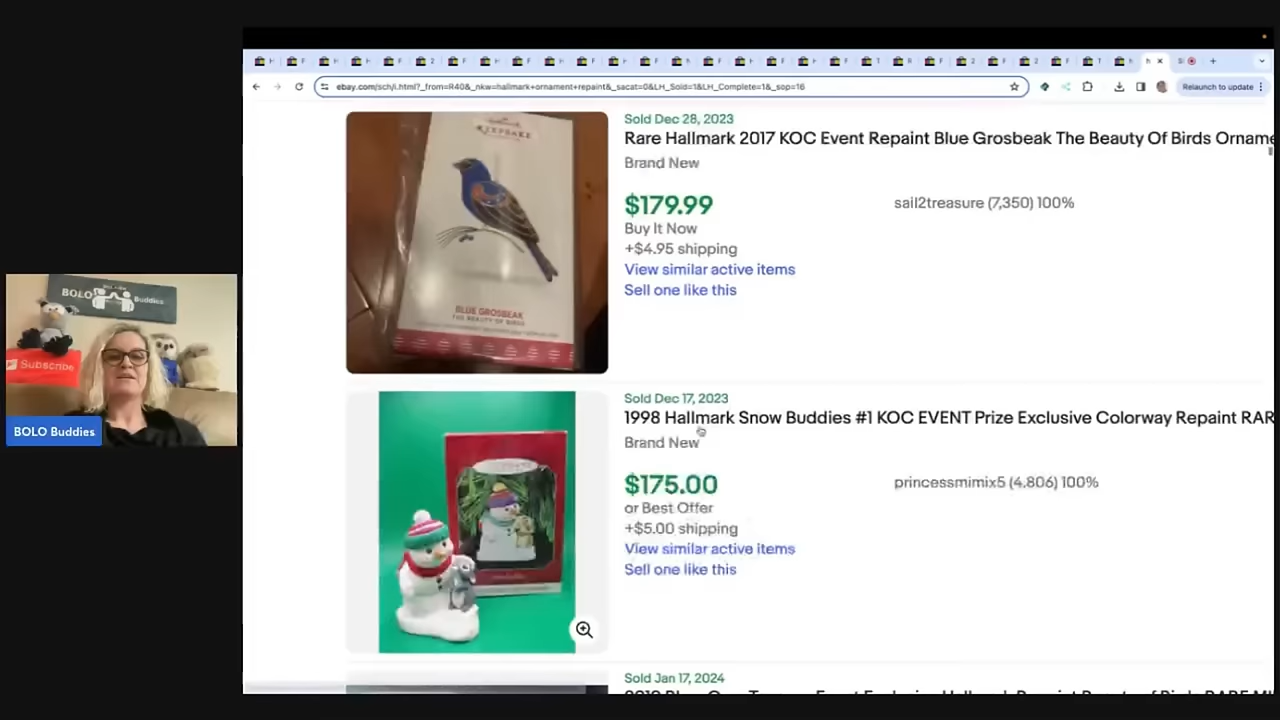 ebay.com/sch/i.html?_from=R40&_nkw=hallmark+ornament+repaint&_sacat=0&LH_Sold=1&LH_Complete=1&_sop=16
Relaunch to update
Sold Dec 28, 2023
Rare Hallmark 2017 KOC Event Repaint Blue Grosbeak The Beauty Of Birds Orname
Brand New
$179.99
Buy It Now
+$4.95 shipping
View similar active items
Sell one like this
sail2treasure (7,350) 100%
KEEPSAKE
BLUE GROSBEAK
THE BEAUTY OF BIRDS
BOLO Buddies
Subscribe
BOLO Buddies
Sold Dec 17, 2023
1998 Hallmark Snow Buddies #1 KOC EVENT Prize Exclusive Colorway Repaint RAR
Brand New
$175.00
or Best Offer
+$5.00 shipping
View similar active items
Sell one like this
princessmimix5 (4,806) 100%
Sold Jan 17, 2024